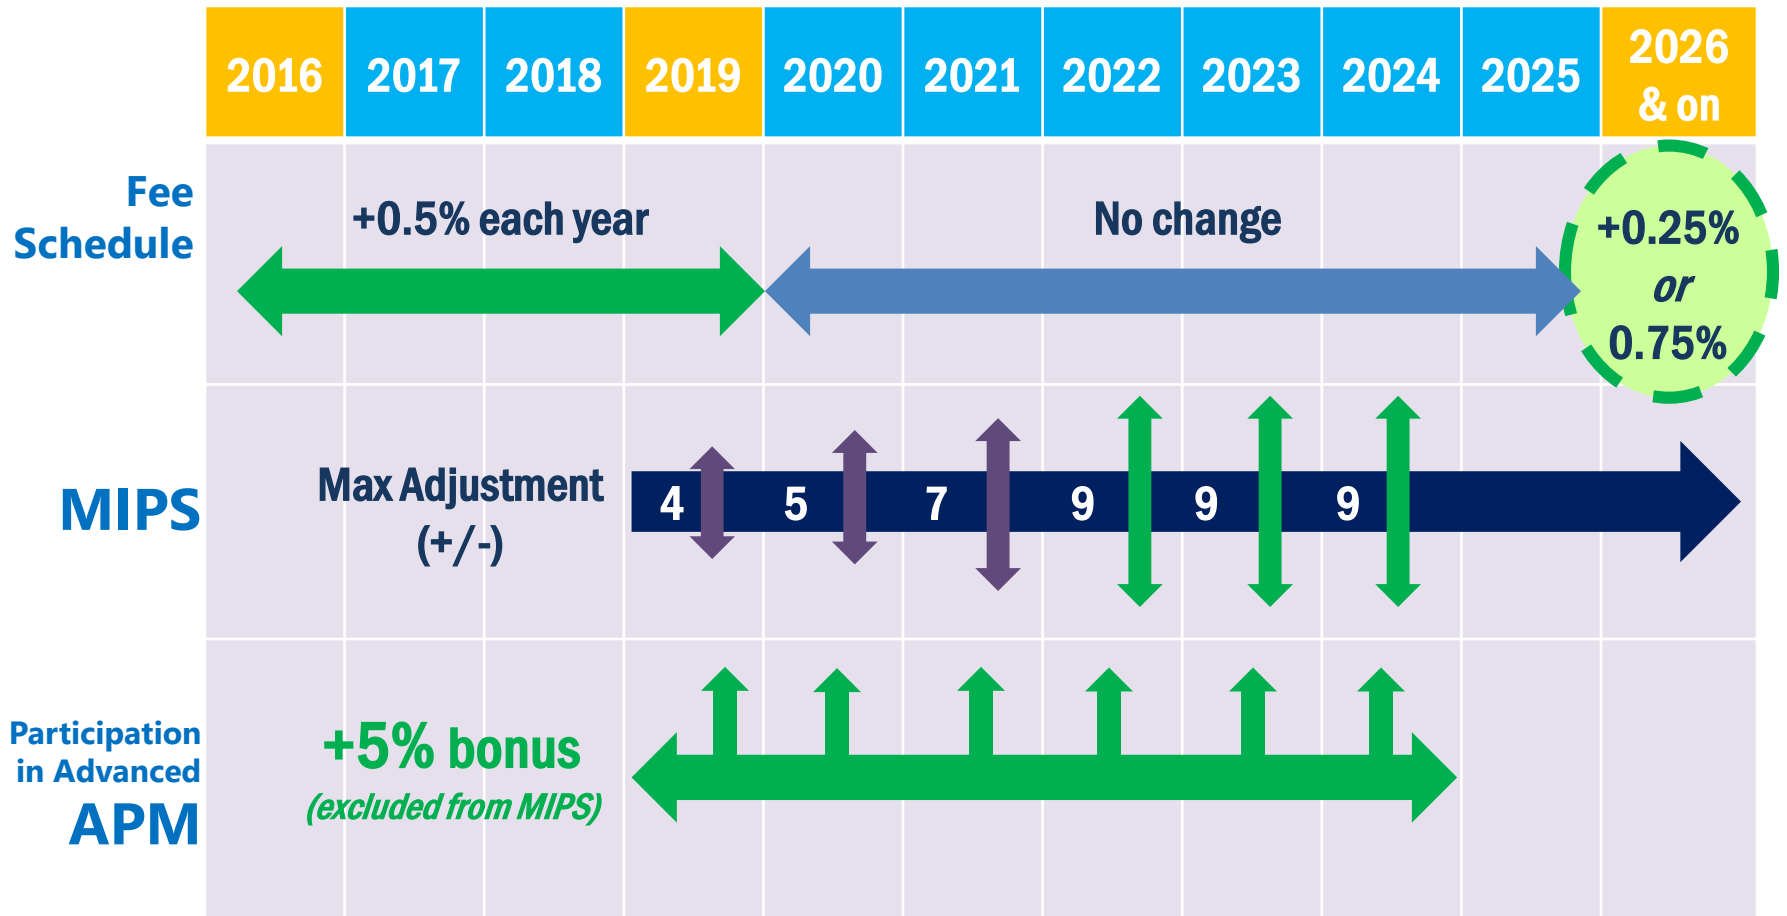 2016 2017 2018 2019 2020 2021 2022 2023 2024 2025 2026
& on
Fee
Schedule
+0.5% each year
No change
+0.25%
or
0.75%
MIPS
Max Adjustment
(+/-)
4 5 7 9 9 9
Participation
in Advanced
APM
+5% bonus
(excluded from MIPS)